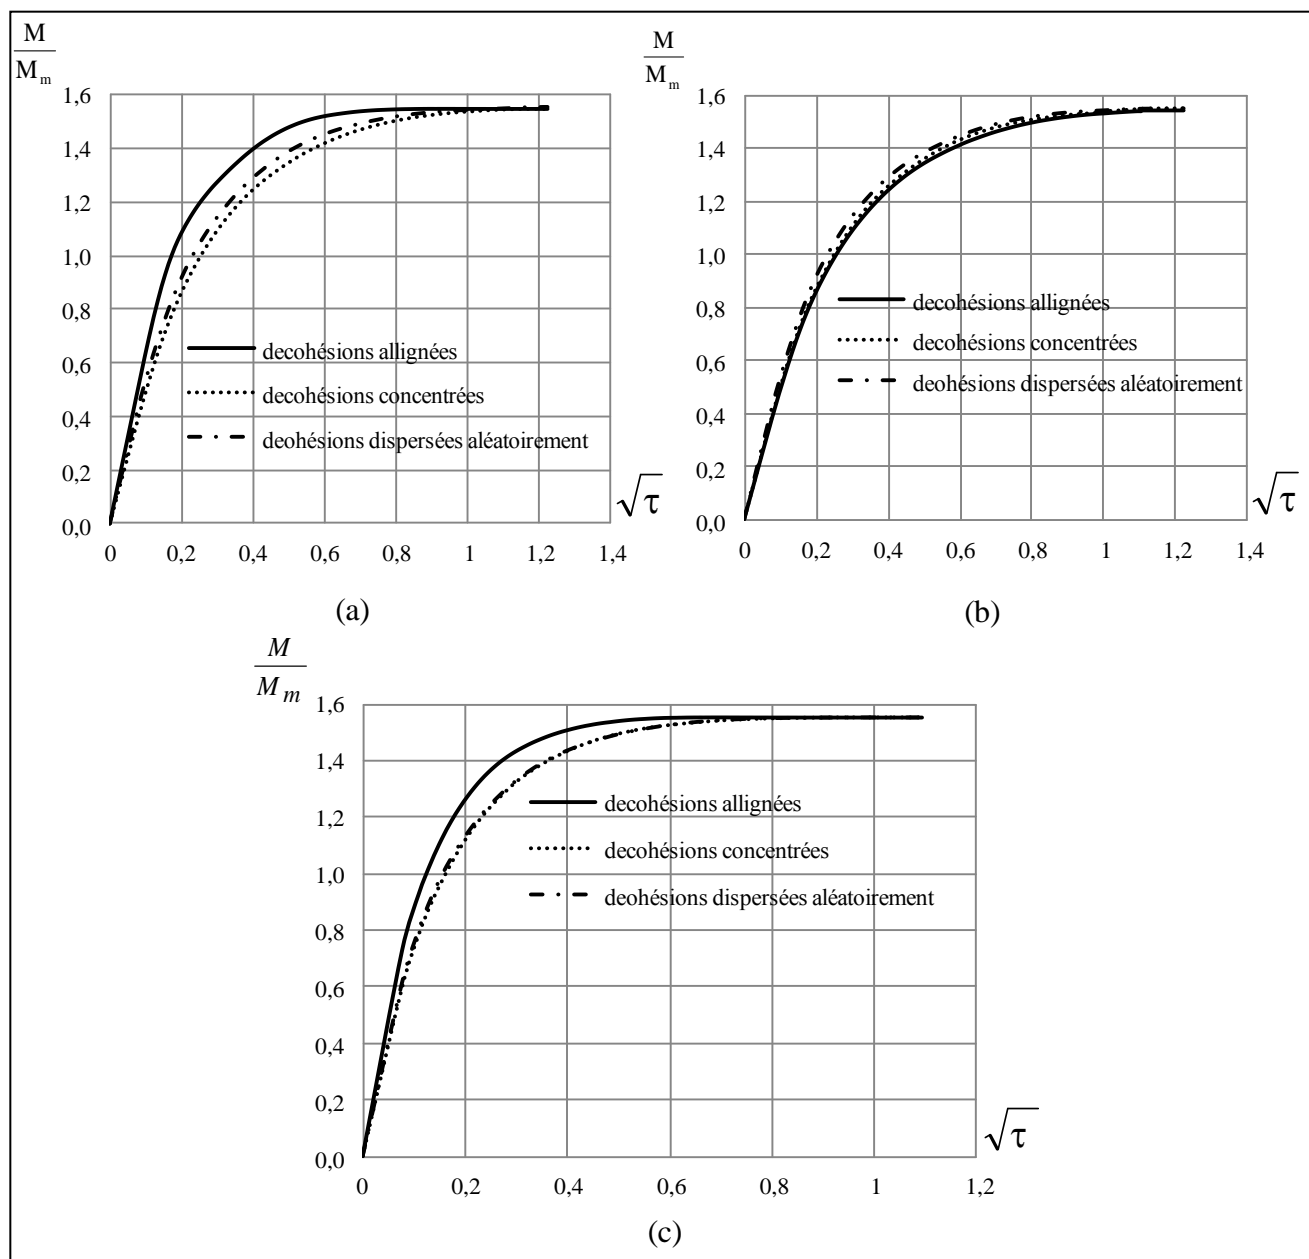 M
M m
1,6
1,4
1,2
1,0
0,8
0,6
0,4
0,2
0,0
decohésions allignées
decohésions concentrées
deohésions dispersées aléatoirement
√τ
0 0,2 0,4 0,6 0,8 1 1,2 1,4
(a)
M
M m
1,6
1,4
1,2
1,0
0,8
0,6
0,4
0,2
0,0
decohésions allignées
decohésions concentrées
deohésions dispersées aléatoirement
√τ
0 0,2 0,4 0,6 0,8 1 1,2 1,4
(b)
M
M m
1,6
1,4
1,2
1,0
0,8
0,6
0,4
0,2
0,0
decohésions allignées
decohésions concentrées
deohésions dispersées aléatoirement
√τ
0 0,2 0,4 0,6 0,8 1 1,2
(c)